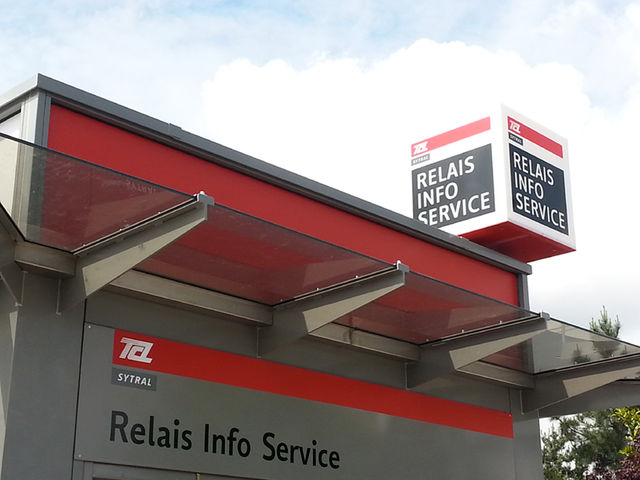 TCL
SYTRAL
RELAIS
INFO
SERVICE
TCL
SYTRAL
RELAIS
INFO
SERVICE
TCL
SYTRAL
Relais Info Service